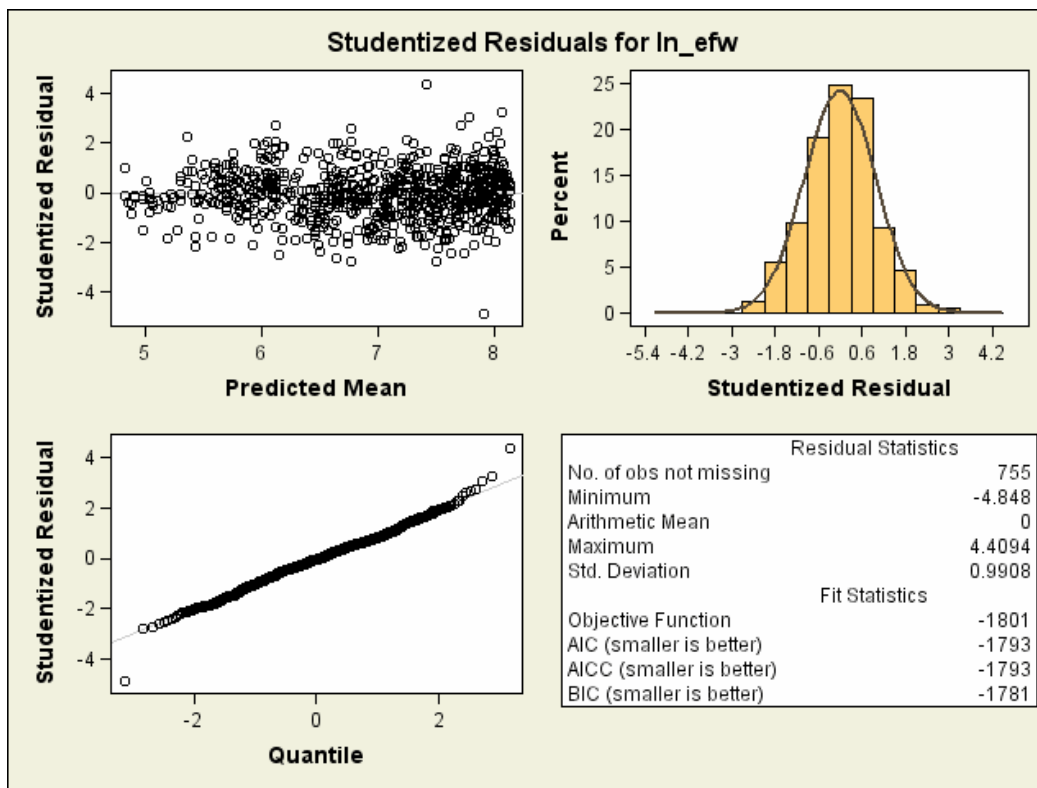 Studentized Residuals for ln_efw
Studentized Residual
4
2
0
-2
-4
5 6 7 8
Predicted Mean
Percent
25
20
15
10
5
0
-5.4 -4.2 -3 -1.8 -0.6 0.6 1.8 3 4.2
Studentized Residual
Studentized Residual
4
2
0
-2
-4
-2 0 2
Quantile
Residual Statistics
No. of obs not missing 755
Minimum -4.848
Arithmetic Mean 0
Maximum 4.4094
Std. Deviation 0.9908
Fit Statistics
Objective Function -1801
AIC (smaller is better) -1793
AICC (smaller is better) -1793
BIC (smaller is better) -1781